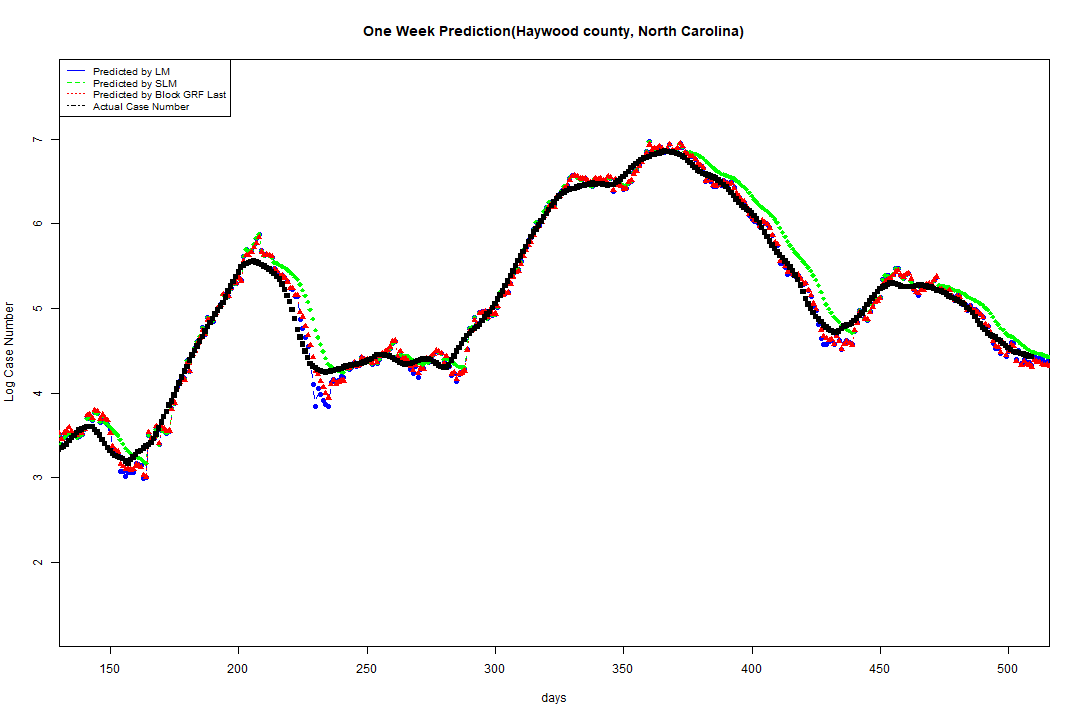 One Week Prediction(Haywood county, North Carolina)
Predicted by LM
Predicted by SLM
Predicted by Block GRF Last
Actual Case Number
Log Case Number
7
6
5
4
3
2
150 200 250 300 350 400 450 500
days